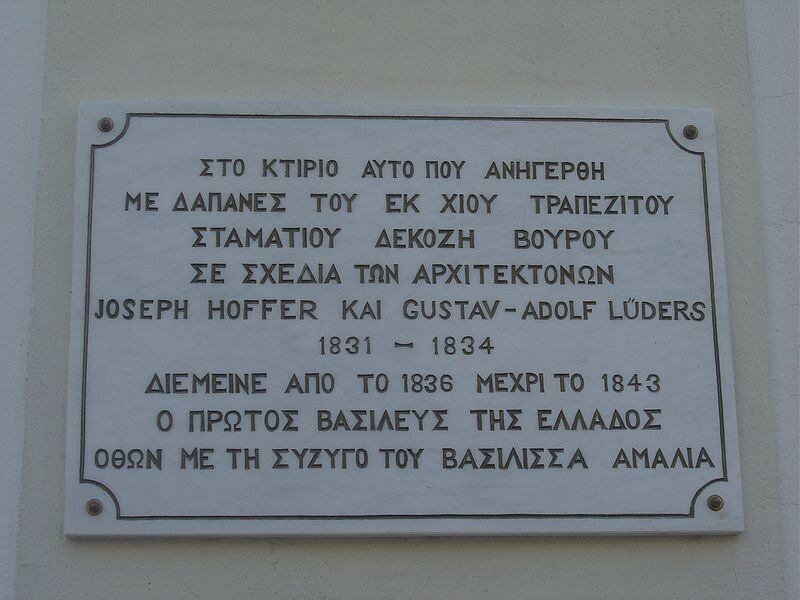 ΣΤΟ ΚΤΙΡΙΟ ΑΥΤΟ ΠΟΥ ΑΝΗΓΕΡΘΗ
ΜΕ ΔΑΠΑΝΕΣ ΤΟΥ ΕΚ ΧΙΟΥ ΤΡΑΠΕΖΙΤΟΥ
ΣΤΑΜΑΤΙΟΥ ΔΕΚΟΖΗ ΒΟΥΡΟΥ
ΣΕ ΣΧΕΔΙΑ ΤΩΝ ΑΡΧΙΤΕΚΤΟΝΩΝ
JOSEPH HOFFER ΚΑΙ GUSTAV-ADOLF LŰDERS
1831 – 1834
ΔΙΕΜΕΙΝΕ ΑΠΟ ΤΟ 1836 ΜΕΧΡΙ ΤΟ 1843
Ο ΠΡΩΤΟΣ ΒΑΣΙΛΕΥΣ ΤΗΣ ΕΛΛΑΔΟΣ
ΟΘΩΝ ΜΕ ΤΗ ΣΥΖΥΓΟ ΤΟΥ ΒΑΣΙΛΙΣΣΑ ΑΜΑΛΙΑ